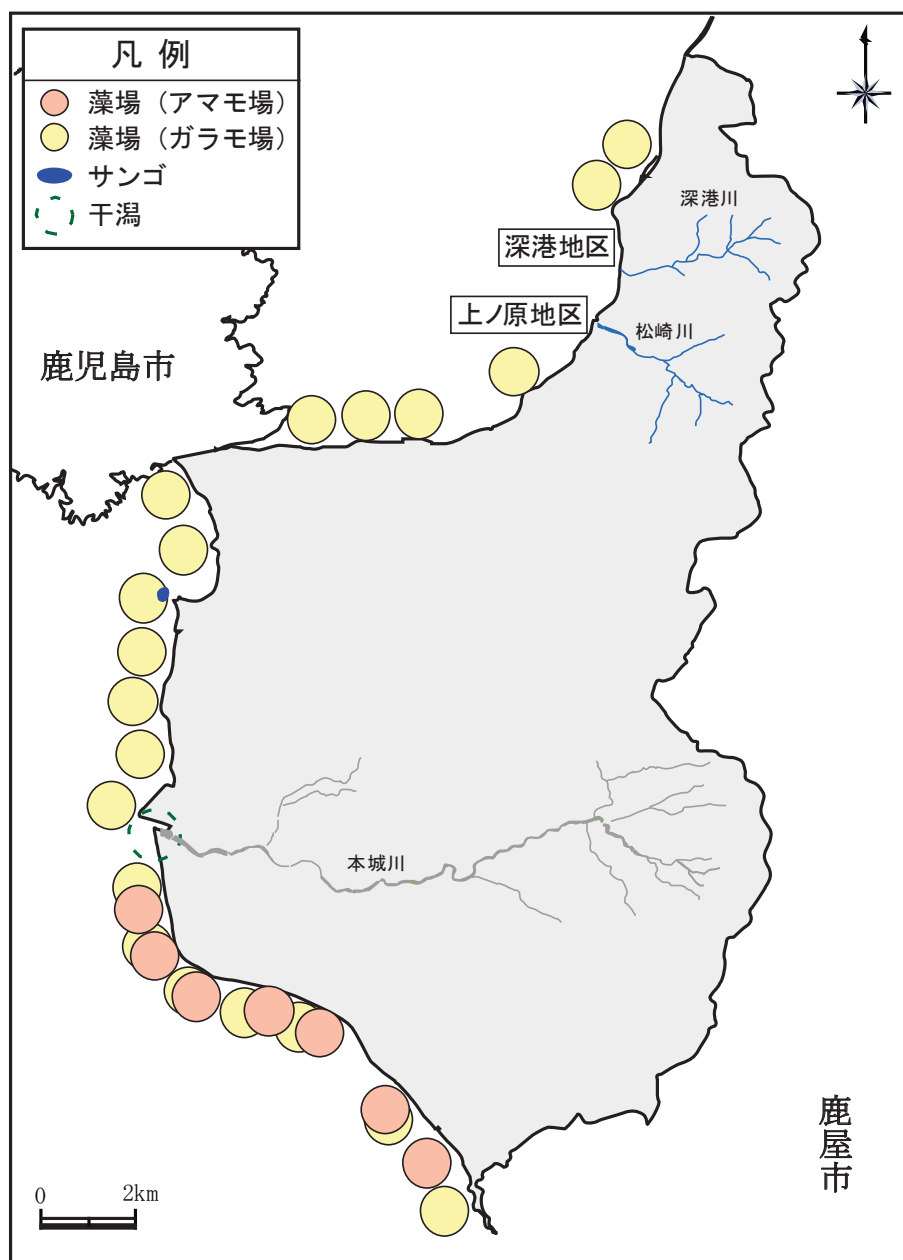 凡 例
藻場（アマモ場）
藻場（ガラモ場）
サンゴ
干潟
深港川
深港地区
上ノ原地区
松崎川
鹿児島市
本城川
鹿屋市
0 2km